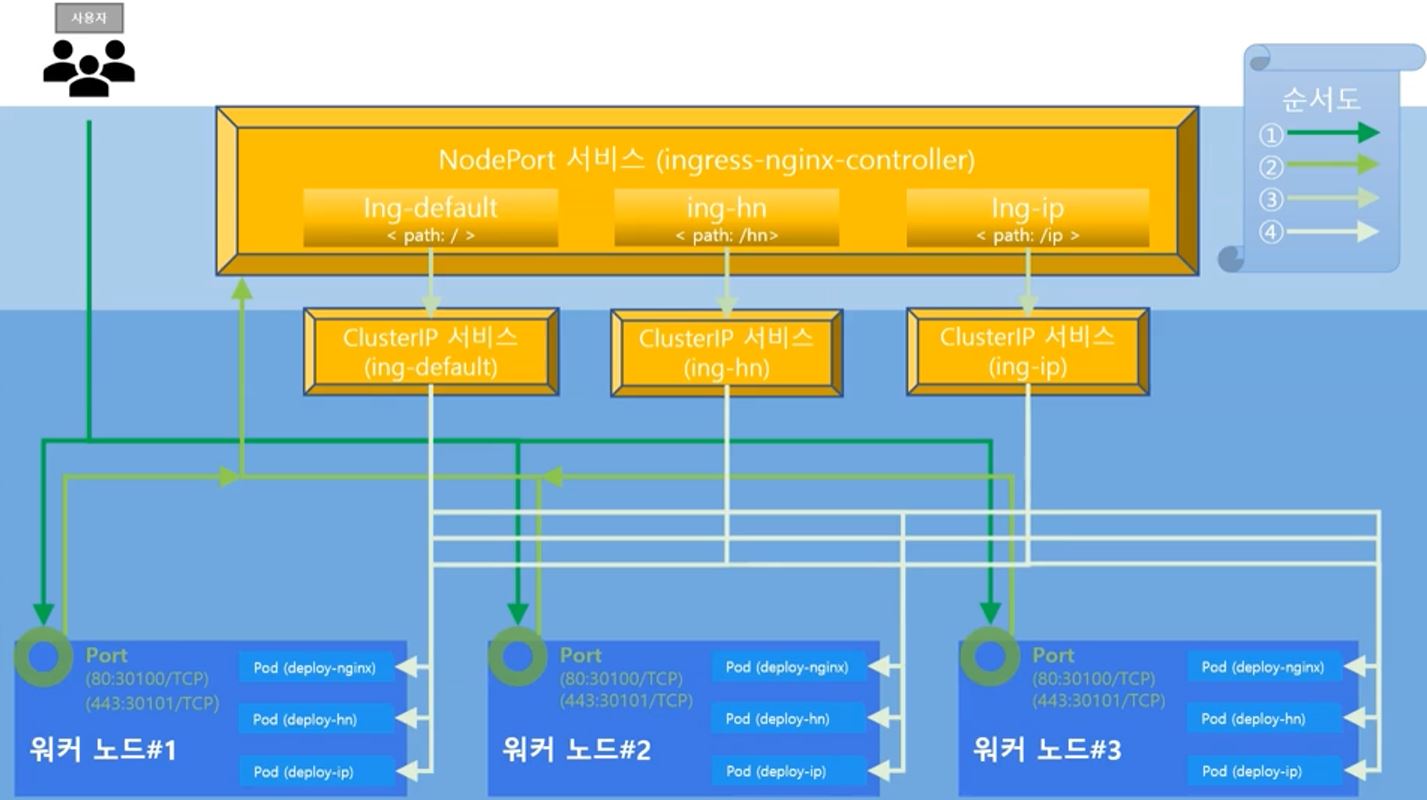 사용자
순서도
①
②
③
④
NodePort 서비스 (ingress-nginx-controller)
Ing-default
< path: / >
ing-hn
< path: /hn>
Ing-ip
< path: /ip >
ClusterIP 서비스
(ing-default)
ClusterIP 서비스
(ing-hn)
ClusterIP 서비스
(ing-ip)
Port
(80:30100/TCP)
(443:30101/TCP)
워커 노드#1
Pod (deploy-nginx)
Pod (deploy-hn)
Pod (deploy-ip)
Port
(80:30100/TCP)
(443:30101/TCP)
워커 노드#2
Pod (deploy-nginx)
Pod (deploy-hn)
Pod (deploy-ip)
Port
(80:30100/TCP)
(443:30101/TCP)
워커 노드#3
Pod (deploy-nginx)
Pod (deploy-hn)
Pod (deploy-ip)